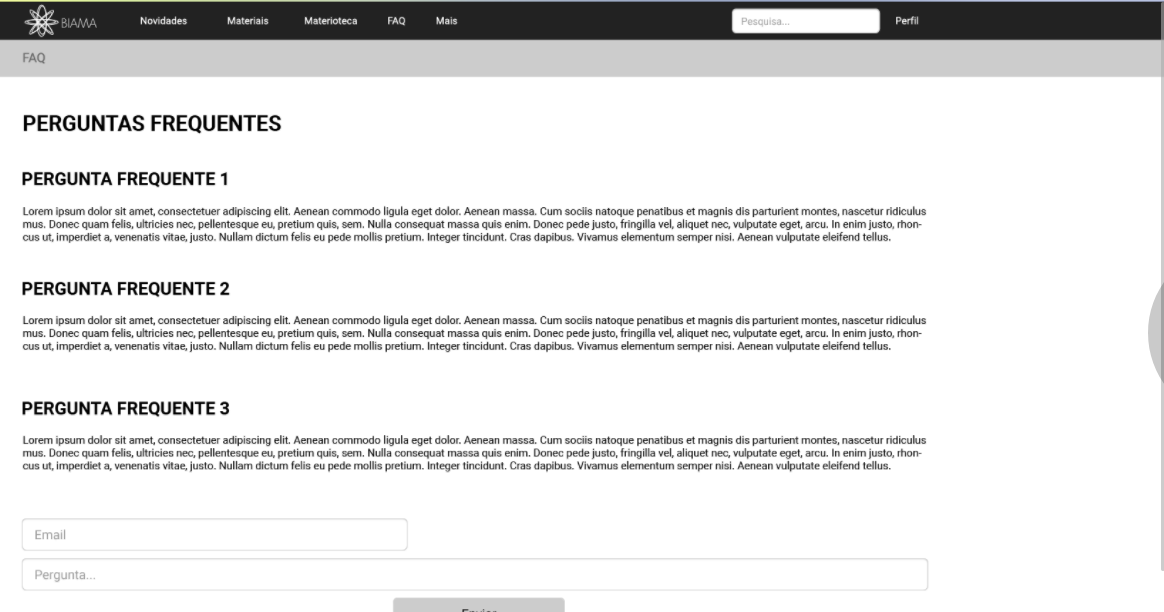 BIAMA Novidades Materiais Materioteca FAQ Mais Pesquisa... Perfil
FAQ
PERGUNTAS FREQUENTES
PERGUNTA FREQUENTE 1
Lorem ipsum dolor sit amet, consectetuer adipiscing elit. Aenean commodo ligula eget dolor. Aenean massa. Cum sociis natoque penatibus et magnis dis parturient montes, nascetur ridiculus
mus. Donec quam felis, ultricies nec, pellentesque eu, pretium quis, sem. Nulla consequat massa quis enim. Donec pede justo, fringilla vel, aliquet nec, vulputate eget, arcu. In enim justo, rhon-
cus ut, imperdiet a, venenatis vitae, justo. Nullam dictum felis eu pede mollis pretium. Integer tincidunt. Cras dapibus. Vivamus elementum semper nisi. Aenean vulputate eleifend tellus.
PERGUNTA FREQUENTE 2
Lorem ipsum dolor sit amet, consectetuer adipiscing elit. Aenean commodo ligula eget dolor. Aenean massa. Cum sociis natoque penatibus et magnis dis parturient montes, nascetur ridiculus
mus. Donec quam felis, ultricies nec, pellentesque eu, pretium quis, sem. Nulla consequat massa quis enim. Donec pede justo, fringilla vel, aliquet nec, vulputate eget, arcu. In enim justo, rhon-
cus ut, imperdiet a, venenatis vitae, justo. Nullam dictum felis eu pede mollis pretium. Integer tincidunt. Cras dapibus. Vivamus elementum semper nisi. Aenean vulputate eleifend tellus.
PERGUNTA FREQUENTE 3
Lorem ipsum dolor sit amet, consectetuer adipiscing elit. Aenean commodo ligula eget dolor. Aenean massa. Cum sociis natoque penatibus et magnis dis parturient montes, nascetur ridiculus
mus. Donec quam felis, ultricies nec, pellentesque eu, pretium quis, sem. Nulla consequat massa quis enim. Donec pede justo, fringilla vel, aliquet nec, vulputate eget, arcu. In enim justo, rhon-
cus ut, imperdiet a, venenatis vitae, justo. Nullam dictum felis eu pede mollis pretium. Integer tincidunt. Cras dapibus. Vivamus elementum semper nisi. Aenean vulputate eleifend tellus.
Email
Pergunta...
Enviar